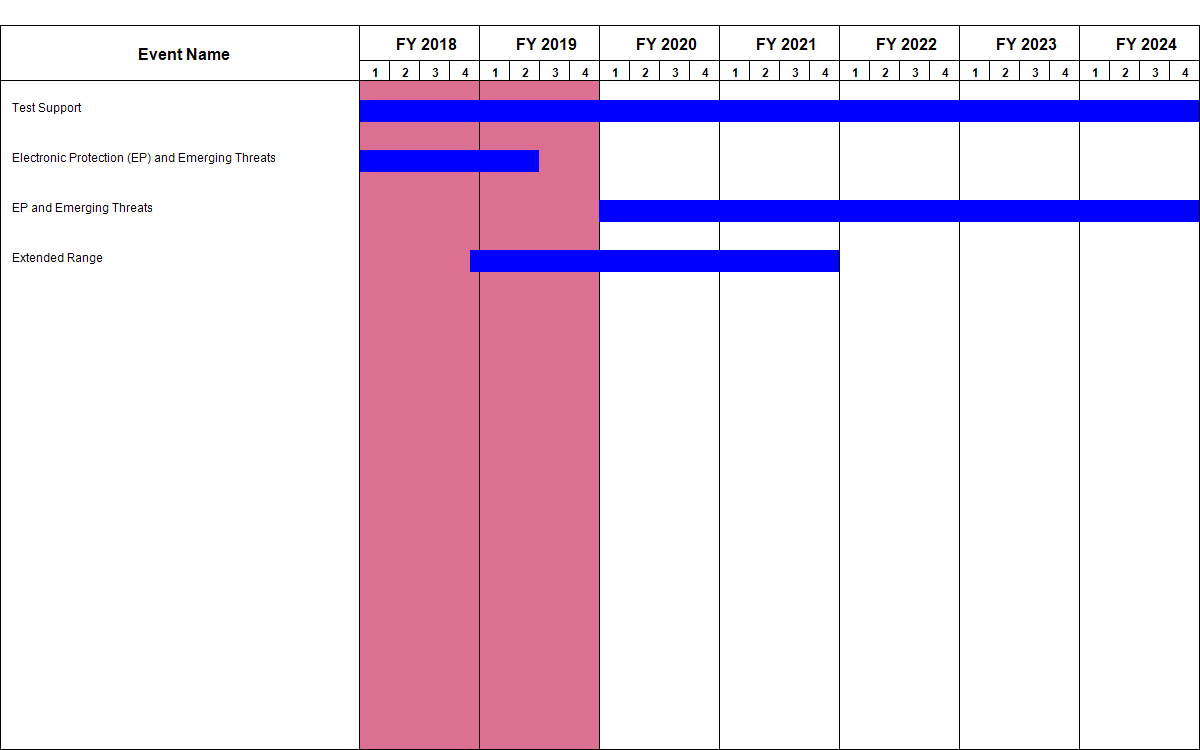 Event Name
FY 2018 FY 2019 FY 2020 FY 2021 FY 2022 FY 2023 FY 2024
1 2 3 4 1 2 3 4 1 2 3 4 1 2 3 4 1 2 3 4 1 2 3 4 1 2 3 4
Test Support
Electronic Protection (EP) and Emerging Threats
EP and Emerging Threats
Extended Range